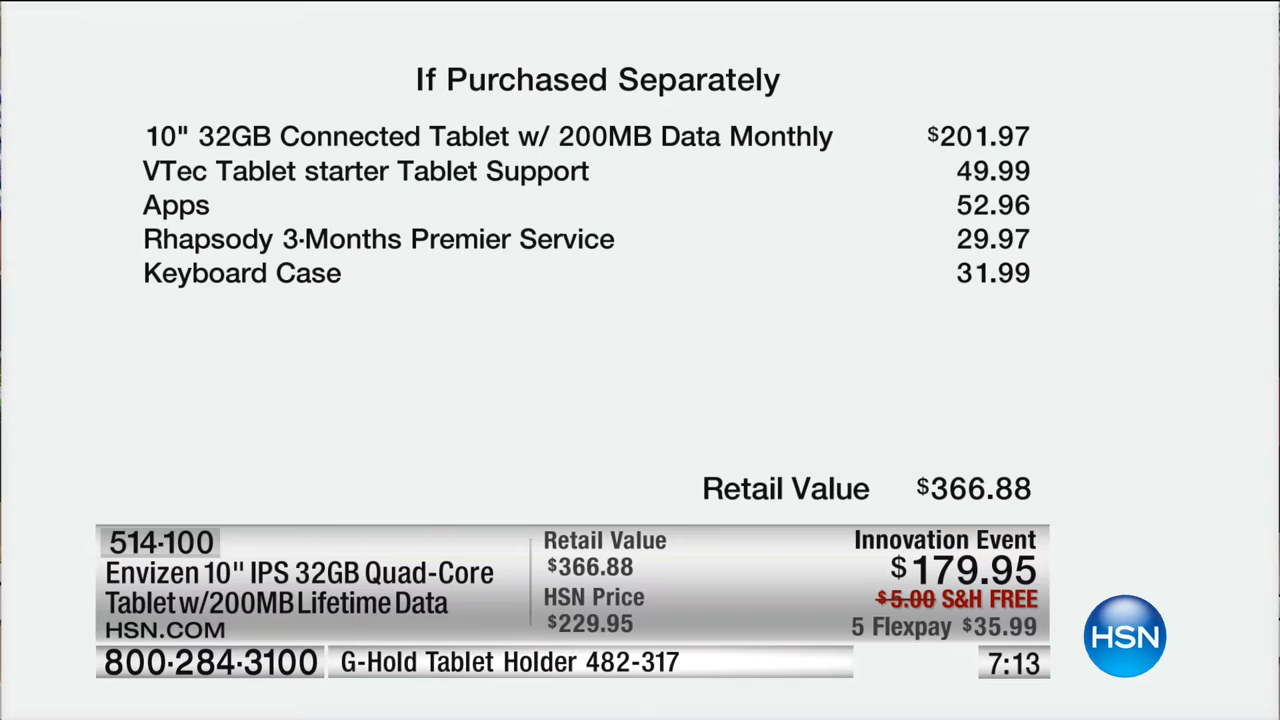 If Purchased Separately
10" 32GB Connected Tablet w/ 200MB Data Monthly $201.97
VTec Tablet starter Tablet Support 49.99
Apps 52.96
Rhapsody 3·Months Premier Service 29.97
Keyboard Case 31.99
Retail Value $366.88
514·100
Envizen 10" IPS 32GB Quad-Core
Tablet w/200MB Lifetime Data
HSN.COM
Retail Value
$366.88
HSN Price
$229.95
Innovation Event
$179.95
$5.00 S&H FREE
5 Flexpay $35.99
800·284·3100
G-Hold Tablet Holder 482-317
7:13
HSN